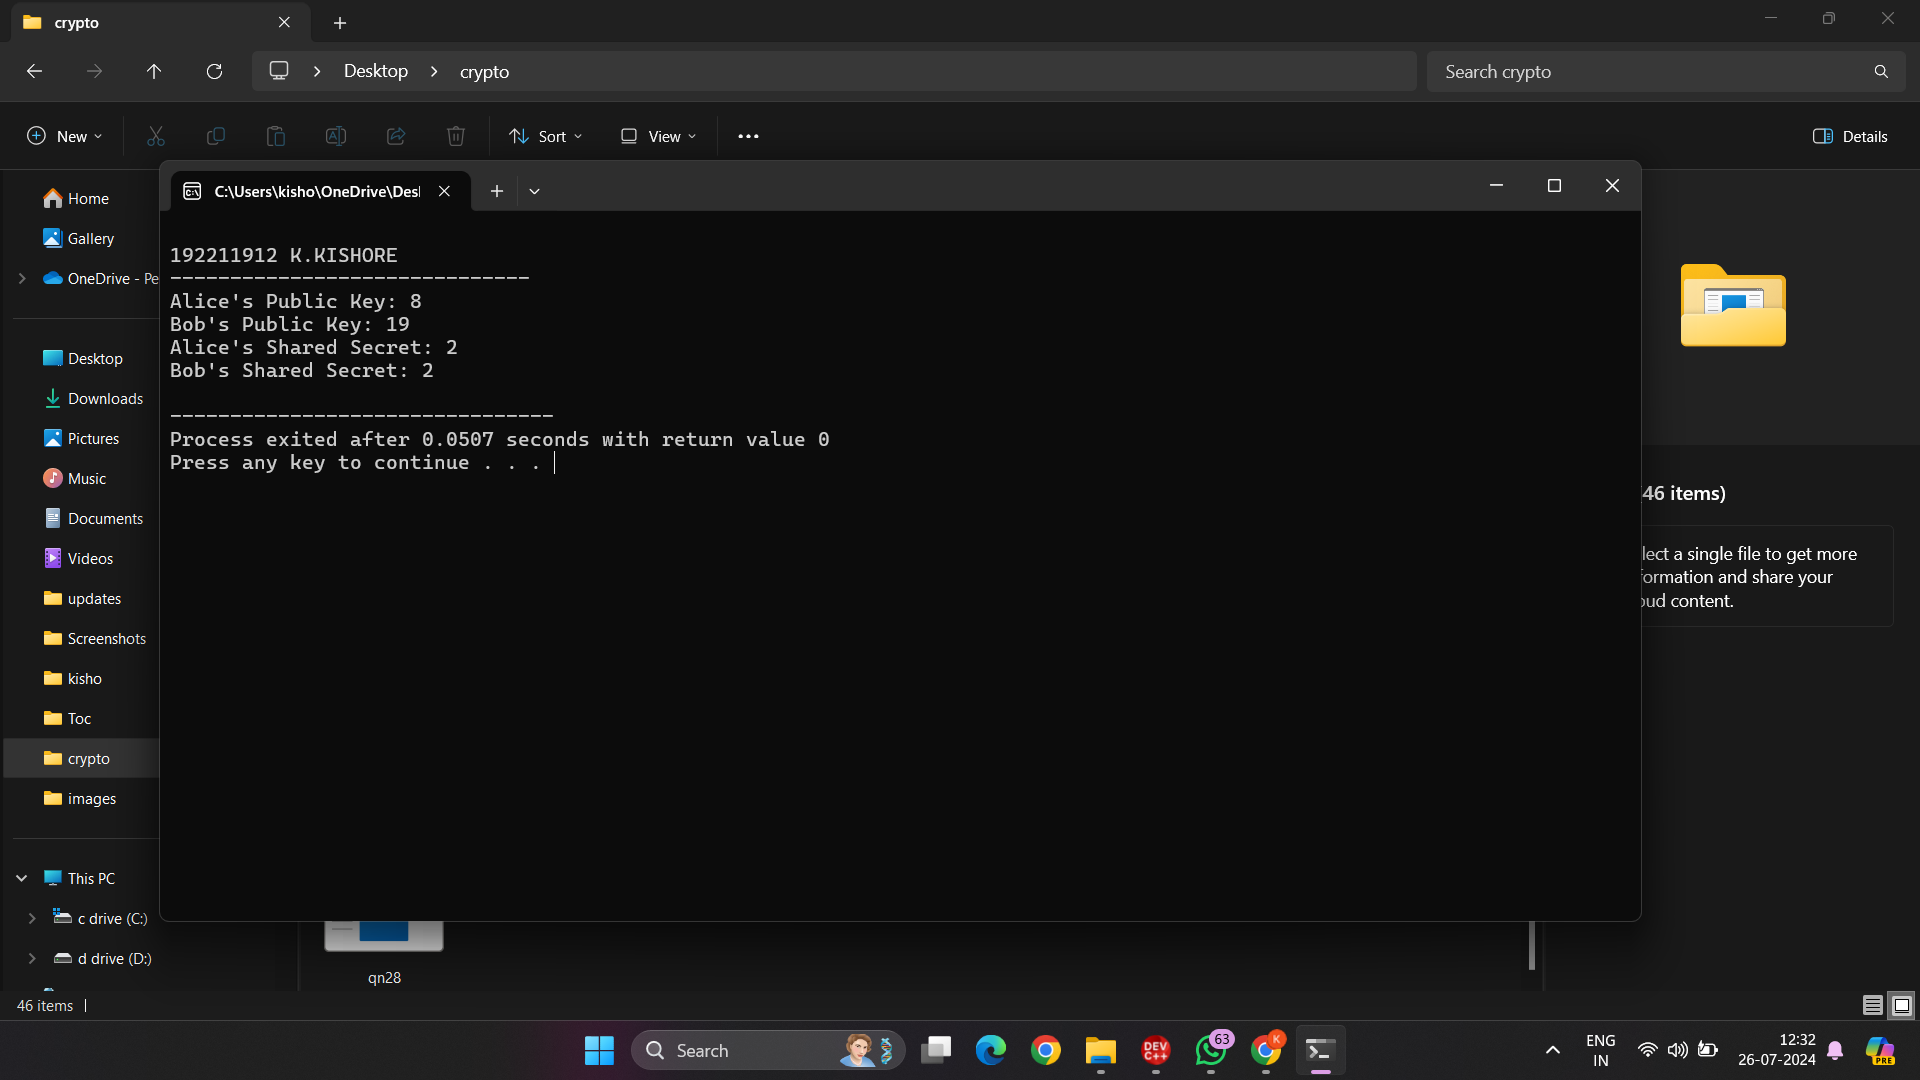 crypto
Desktop
crypto
Search crypto
New
Sort
View
Details
Home
Gallery
OneDrive - Pe
Desktop
Downloads
Pictures
Music
Documents
Videos
updates
Screenshots
kisho
Toc
crypto
images
This PC
c drive (C:)
d drive (D:)
C:\Users\kisho\OneDrive\Des
192211912 K.KISHORE
------------------------------
Alice's Public Key: 8
Bob's Public Key: 19
Alice's Shared Secret: 2
Bob's Shared Secret: 2
--------------------------------
Process exited after 0.0507 seconds with return value 0
Press any key to continue . . .
46 items)
lect a single file to get more
formation and share your
oud content.
qn28
46 items
Search
DEV
C++
63
K
ENG
IN
12:32
26-07-2024
PRE